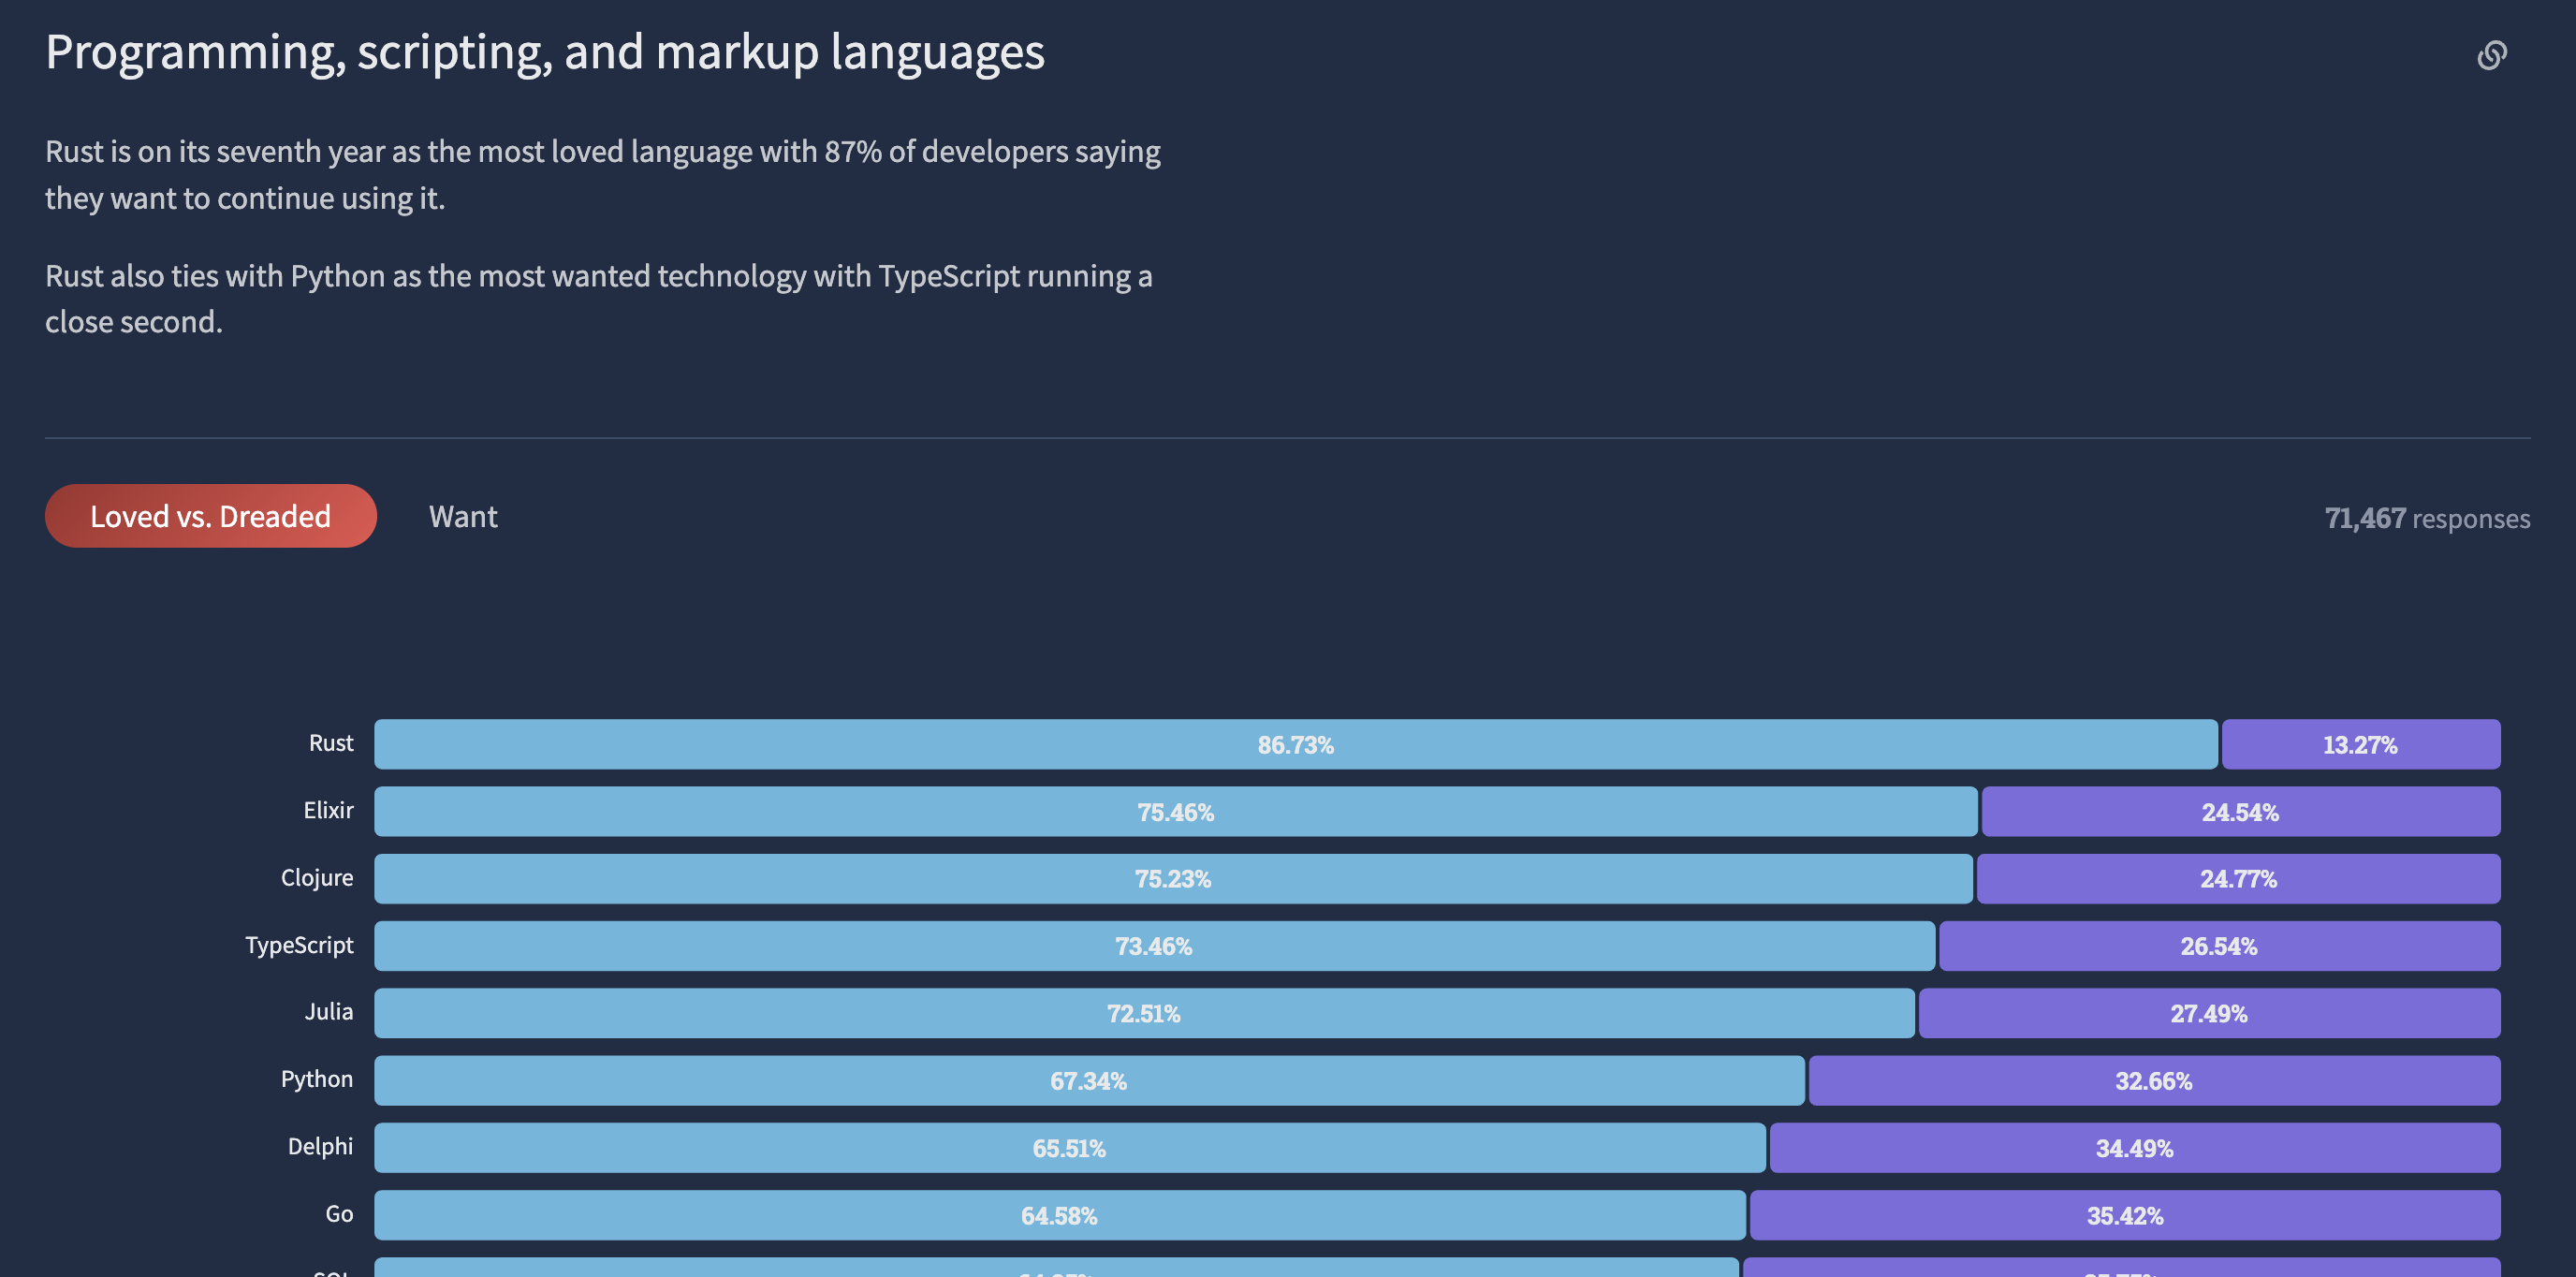 Programming, scripting, and markup languages
Rust is on its seventh year as the most loved language with 87% of developers saying
they want to continue using it.
Rust also ties with Python as the most wanted technology with TypeScript running a
close second.
Loved vs. Dreaded Want 71,467 responses
Rust 86.73% 13.27%
Elixir 75.46% 24.54%
Clojure 75.23% 24.77%
TypeScript 73.46% 26.54%
Julia 72.51% 27.49%
Python 67.34% 32.66%
Delphi 65.51% 34.49%
Go 64.58% 35.42%